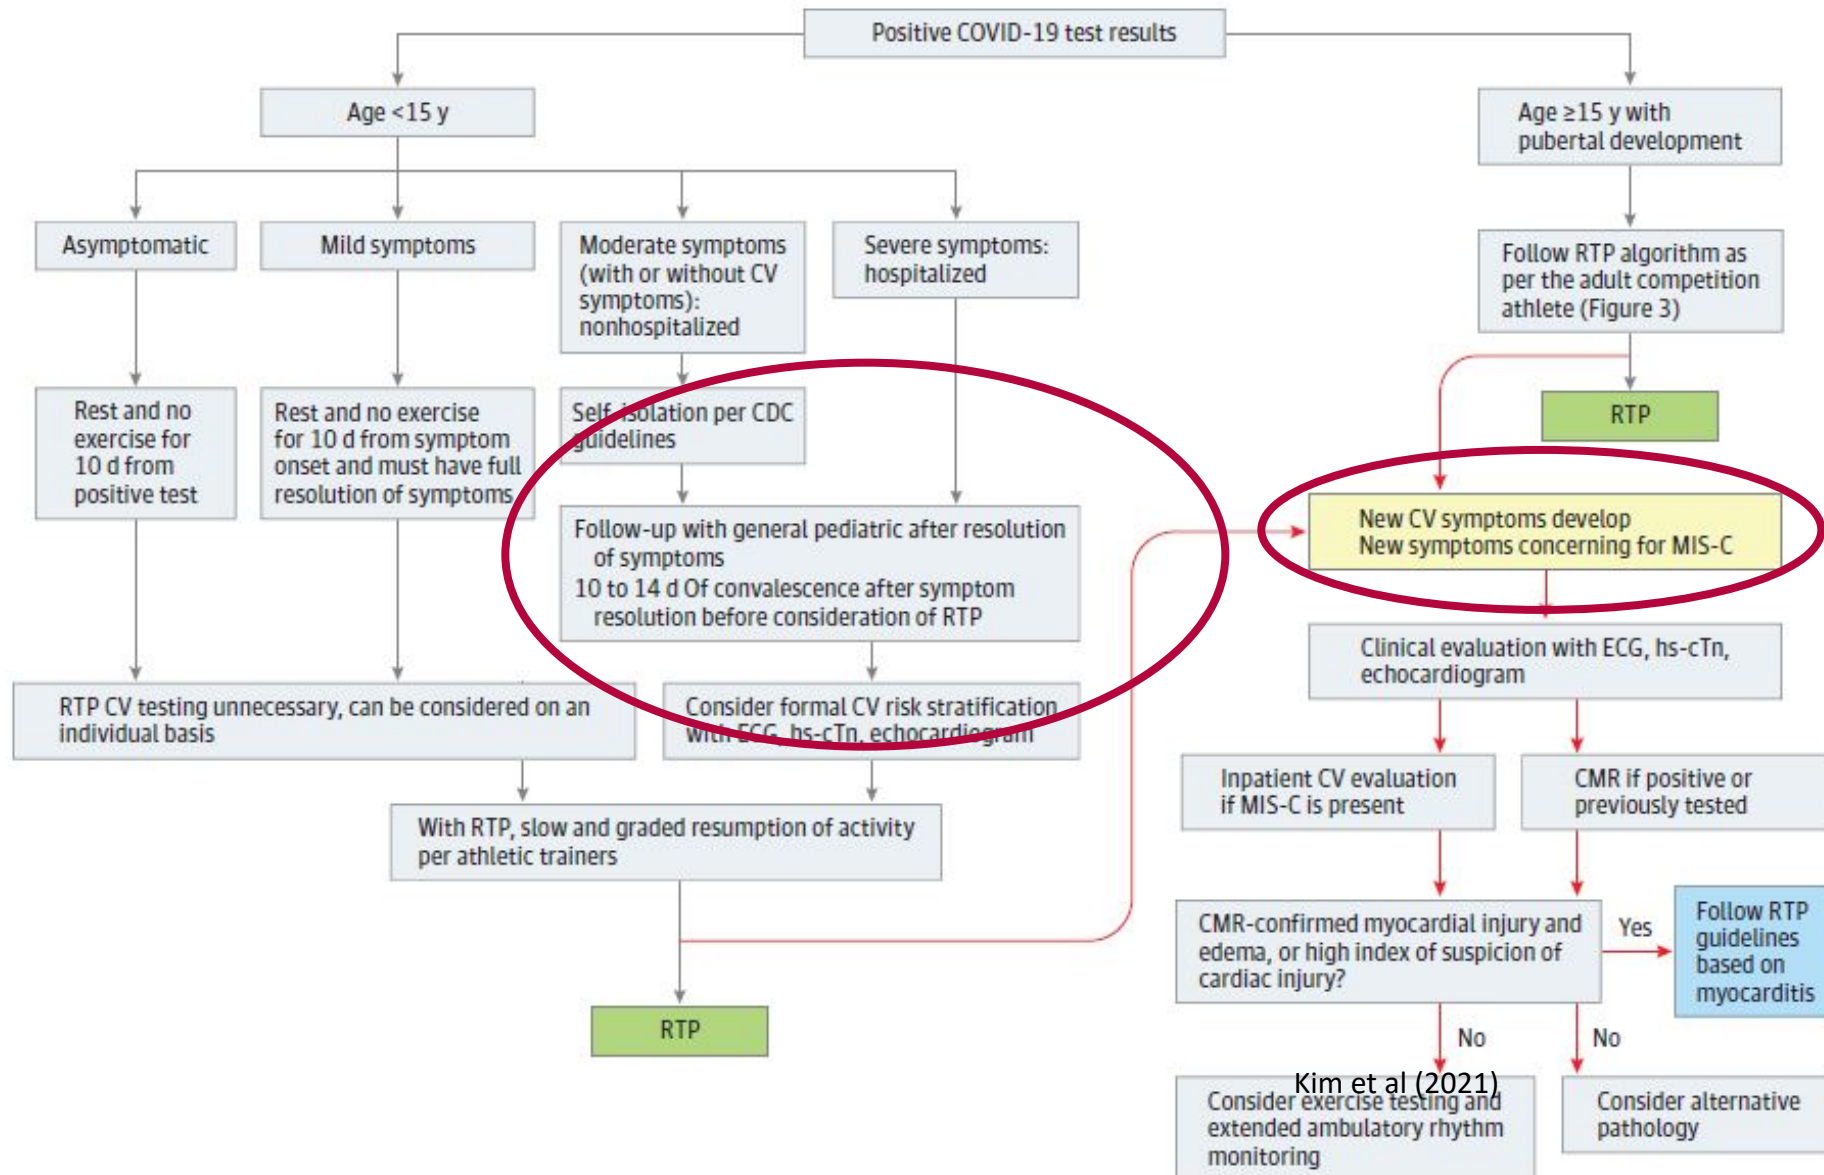 Positive COVID-19 test results
Age <15 y
Age ≥15 y with
pubertal development
Asymptomatic
Mild symptoms
Moderate symptoms
(with or without CV
symptoms):
nonhospitalized
Severe symptoms:
hospitalized
Follow RTP algorithm as
per the adult competition
athlete (Figure 3)
Rest and no
exercise for
10 d from
positive test
Rest and no exercise
for 10 d from symptom
onset and must have full
resolution of symptoms
Self-isolation per CDC
guidelines
RTP
Follow-up with general pediatric after resolution
of symptoms
10 to 14 d Of convalescence after symptom
resolution before consideration of RTP
New CV symptoms develop
New symptoms concerning for MIS-C
Clinical evaluation with ECG, hs-cTn,
echocardiogram
RTP CV testing unnecessary, can be considered on an
individual basis
Consider formal CV risk stratification
with ECG, hs-cTn, echocardiogram
Inpatient CV evaluation
if MIS-C is present
CMR if positive or
previously tested
With RTP, slow and graded resumption of activity
per athletic trainers
CMR-confirmed myocardial injury and
edema, or high index of suspicion of
cardiac injury?
Yes
Follow RTP
guidelines
based on
myocarditis
RTP
No
No
Kim et al (2021)
Consider exercise testing and
extended ambulatory rhythm
monitoring
Consider alternative
pathology